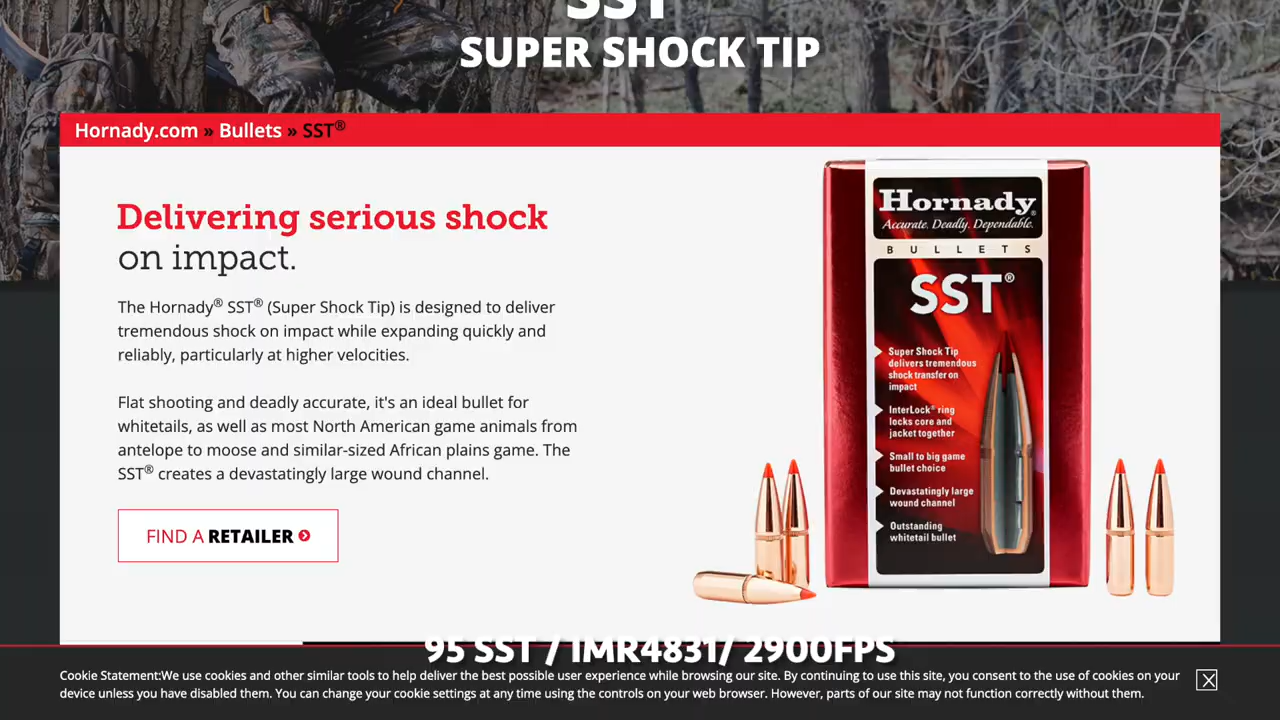 SST
SUPER SHOCK TIP
Hornady.com » Bullets » SST®
Delivering serious shock
on impact.
The Hornady® SST® (Super Shock Tip) is designed to deliver
tremendous shock on impact while expanding quickly and
reliably, particularly at higher velocities.
Flat shooting and deadly accurate, it's an ideal bullet for
whitetails, as well as most North American game animals from
antelope to moose and similar-sized African plains game. The
SST® creates a devastatingly large wound channel.
FIND A RETAILER
Hornady®
Accurate. Deadly. Dependable.
BULLETS
SST®
Super Shock Tip
delivers tremendous
shock transfer on
impact
InterLock® ring
locks core and
jacket together
Small to big game
bullet choice
Devastatingly large
wound channel
Outstanding
whitetail bullet
95 SST / IMR4831/ 2900FPS
Cookie Statement:We use cookies and other similar tools to help deliver the best possible user experience while browsing our site. By continuing to use this site, you consent to the use of cookies on your
device unless you have disabled them. You can change your cookie settings at any time using the controls on your web browser. However, parts of our site may not function correctly without them.